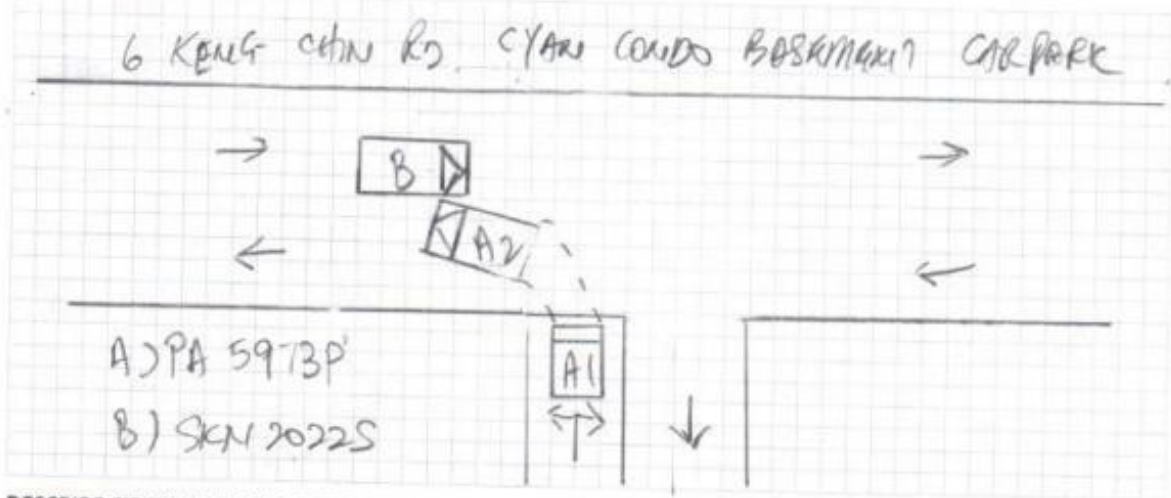 6 KENG CHIN RD. CYAN CONDO BASEMENT CARPARK
B
A2
A1
A) PA 5973P
B) SKN 2022S